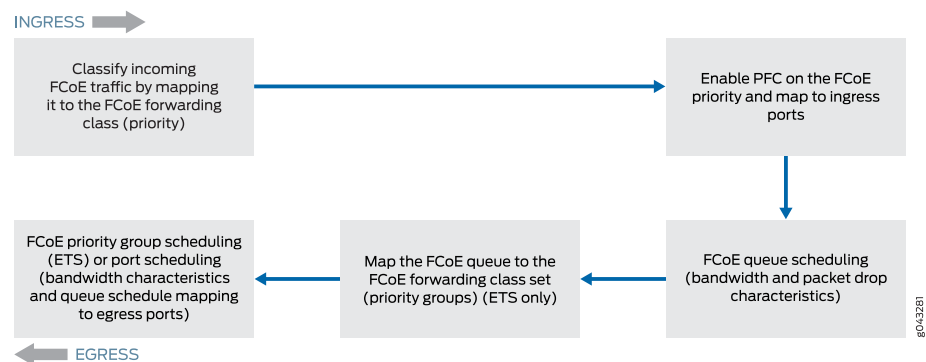 INGRESS
Classify incoming
FCoE traffic by mapping
it to the FCoE forwarding
class (priority)
Enable PFC on the FCoE
priority and map to ingress
ports
FCoE queue scheduling
(bandwidth and packet drop
characteristics)
Map the FCoE queue to the
FCoE forwarding class set
(priority groups) (ETS only)
FCoE priority group scheduling
(ETS) or port scheduling
(bandwidth characteristics
and queue schedule mapping
to egress ports)
EGRESS
g043281